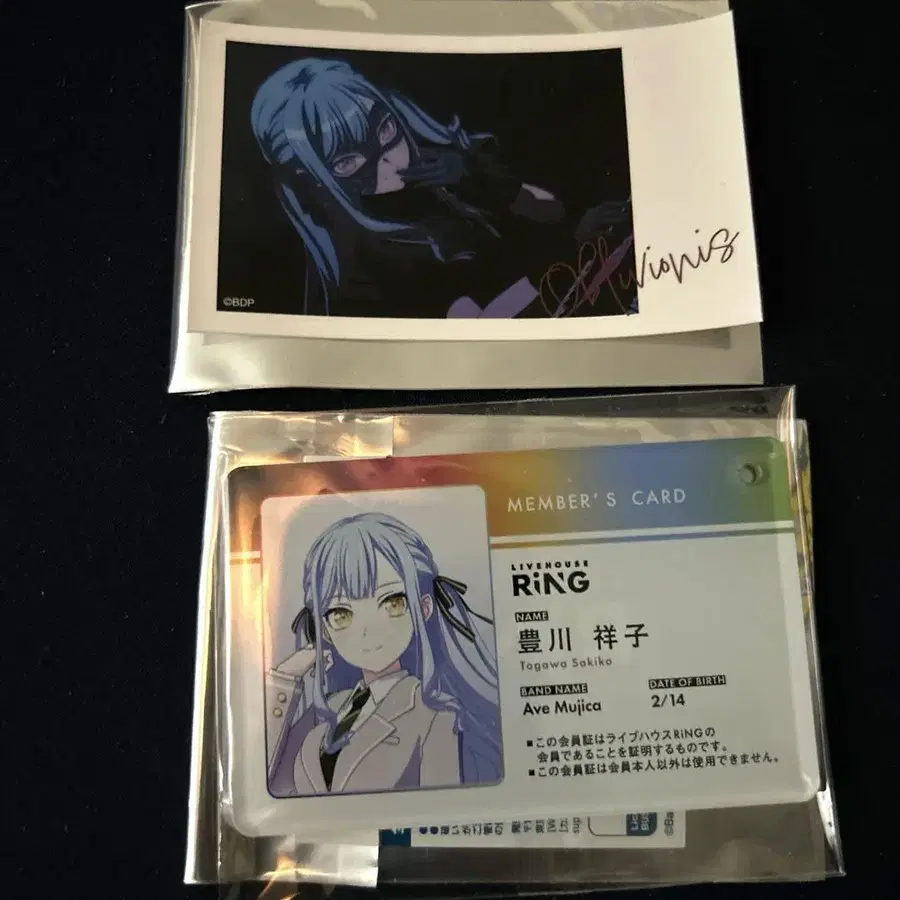 ©BDP
Oblivionis
MEMBER'S CARD
LIVEHOUSE
RiNG
NAME
豊川 祥子
Togawa Sakiko
BAND NAME
Ave Mujica
DATE OF BIRTH
2/14
■この会員証はライブハウスRiNGの
会員であることを証明するものです。
■この会員証は会員本人以外は使用できません。